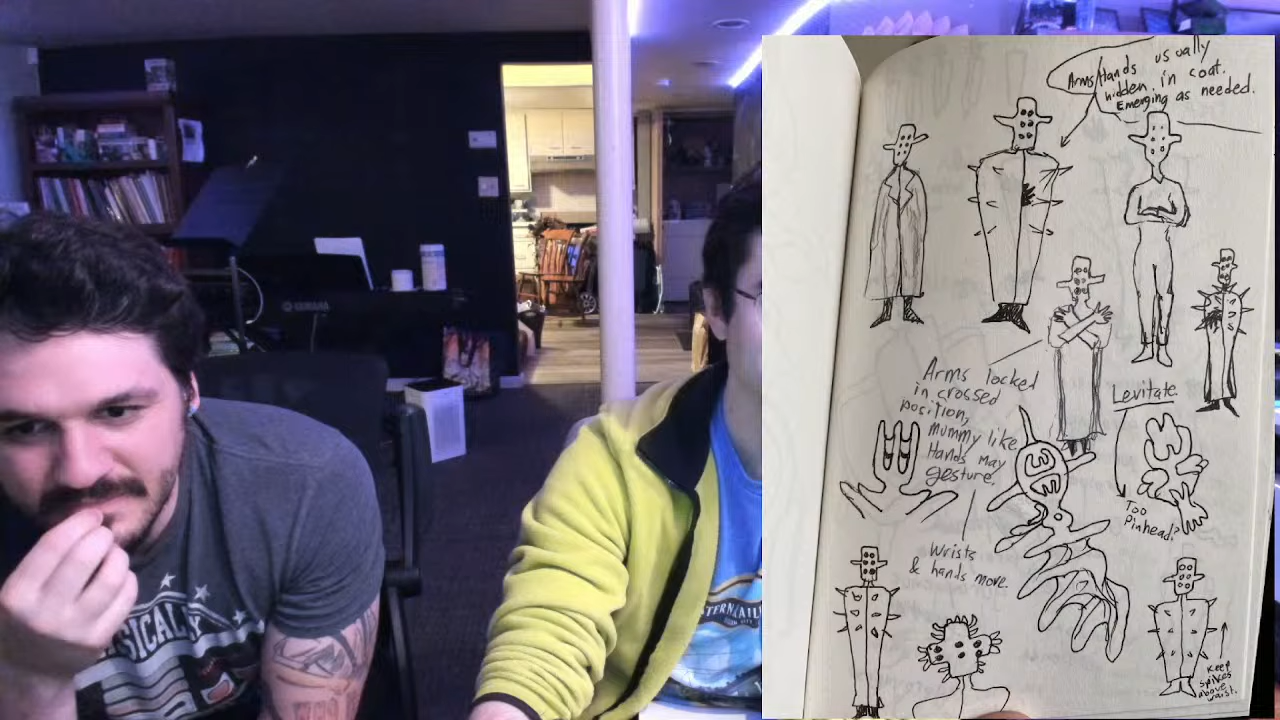 Arms/Hands usually
hidden in coat.
Emerging as needed.
Arms locked
in crossed
position,
mummy like
Hands may
gesture.
Levitate
Too
Pinhead?
Wrists
& hands move.
Keep
spikes
above
waist.
YAMAHA